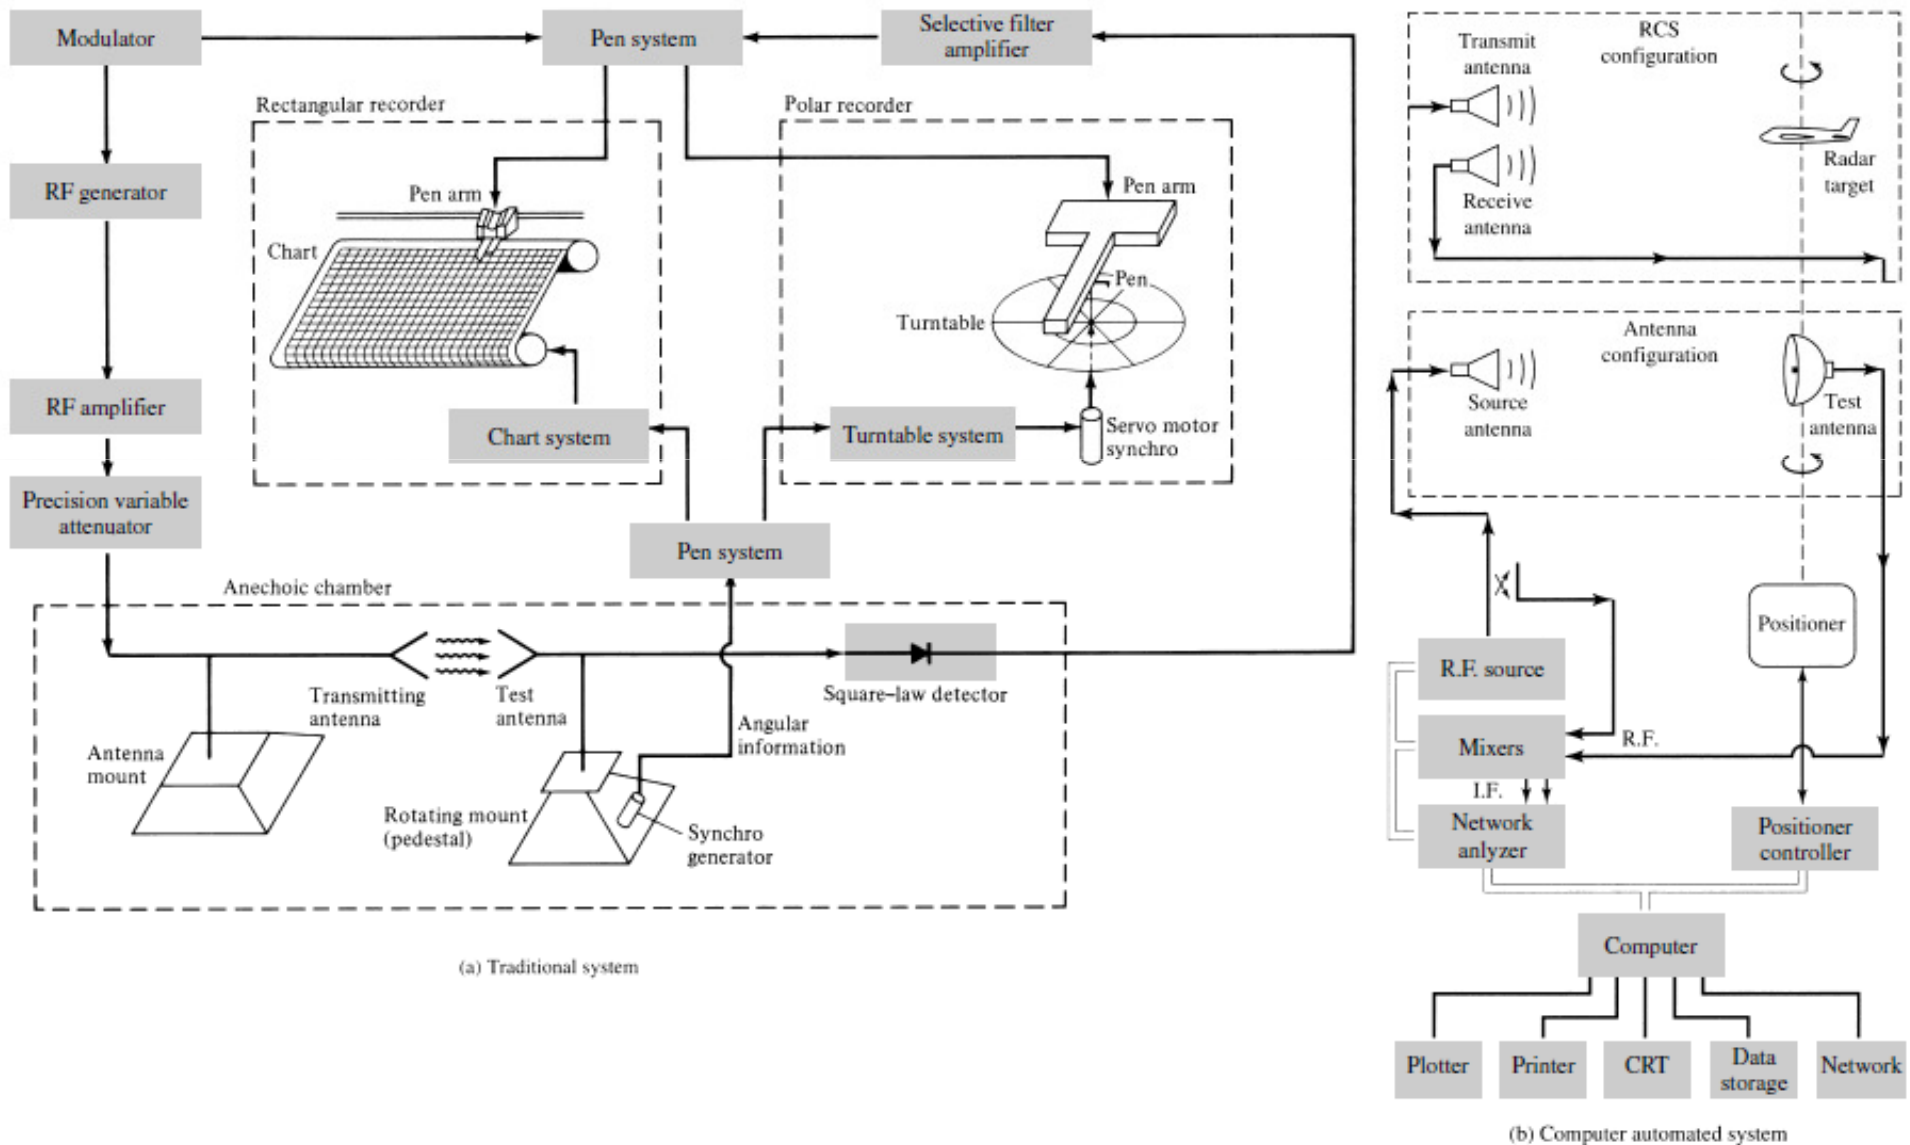 Modulator
Pen system
Selective filter
amplifier
Rectangular recorder
Polar recorder
RF generator
Pen arm
Chart
Pen arm
Pen
Turntable
RF amplifier
Chart system
Turntable system
Servo motor
synchro
Precision variable
attenuator
Pen system
Anechoic chamber
Transmitting
antenna
Test
antenna
Square-law detector
Angular
information
Antenna
mount
Rotating mount
(pedestal)
Synchro
generator
(a) Traditional system
RCS
configuration
Transmit
antenna
Radar
target
Receive
antenna
Antenna
configuration
Source
antenna
Test
antenna
Positioner
R.F. source
Mixers
R.F.
I.F.
Network
anlyzer
Positioner
controller
Computer
Plotter
Printer
CRT
Data
storage
Network
(b) Computer automated system